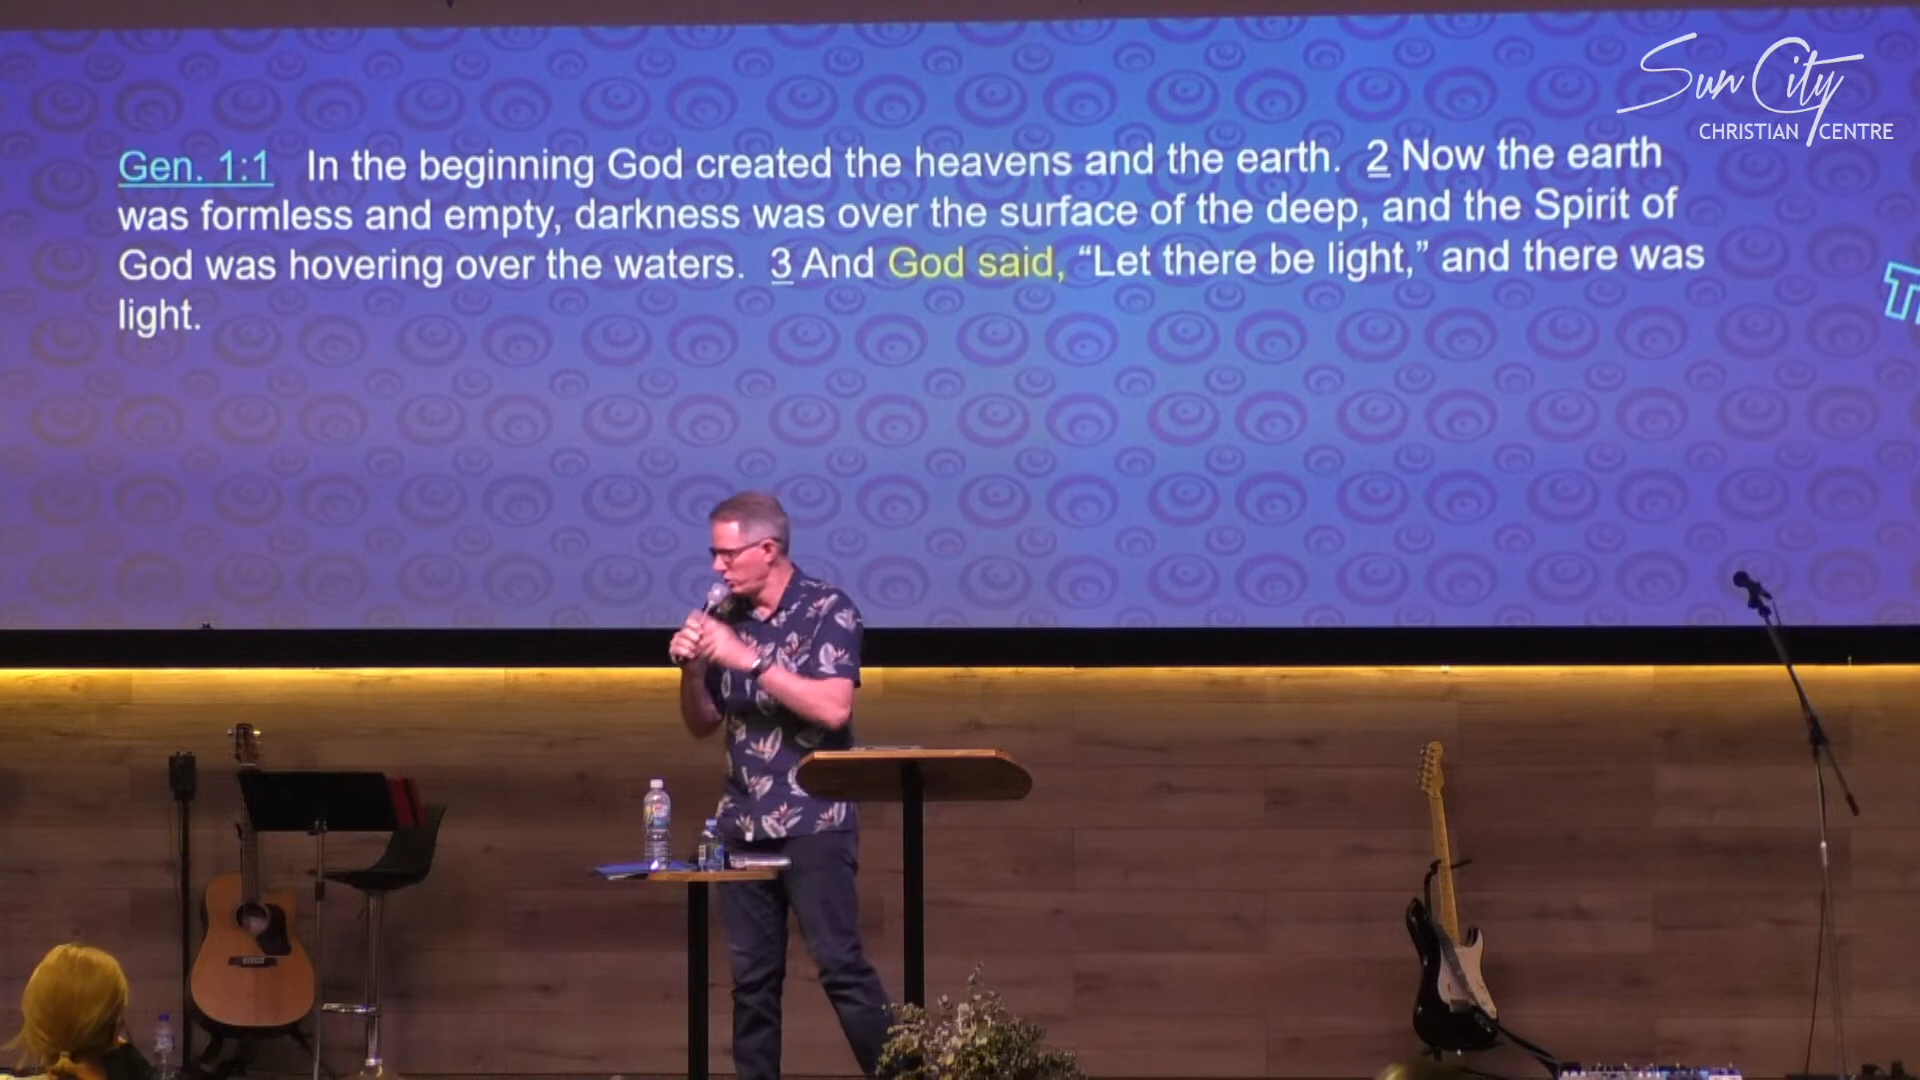 Sun City
CHRISTIAN CENTRE
Gen. 1:1 In the beginning God created the heavens and the earth. 2 Now the earth
was formless and empty, darkness was over the surface of the deep, and the Spirit of
God was hovering over the waters. 3 And God said, “Let there be light,” and there was
light.